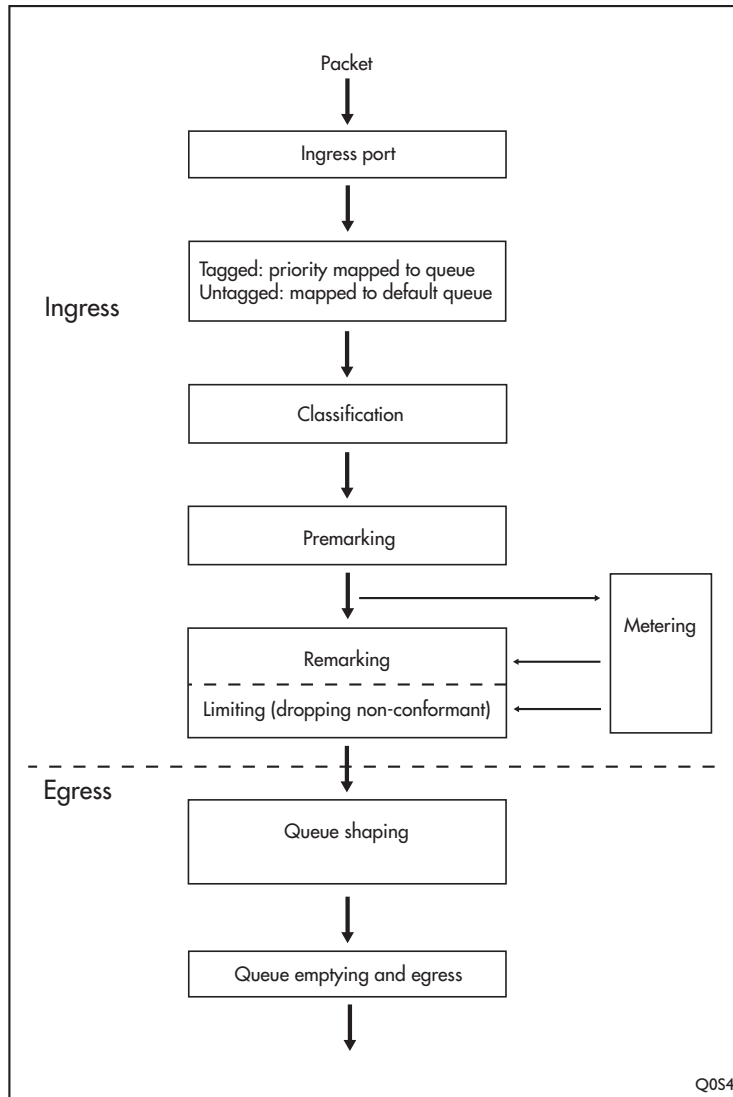 Packet
Ingress port
Tagged: priority mapped to queue
Untagged: mapped to default queue
Ingress
Classification
Premarking
Metering
Remarking
Limiting (dropping non-conformant)
Egress
Queue shaping
Queue emptying and egress
Q0S4